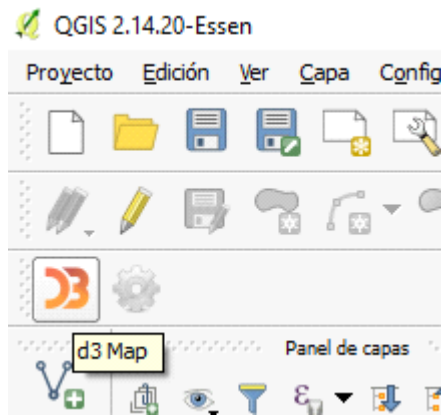 QGIS 2.14.20-Essen
Proyecto Edición Ver Capa Config
d3 Map
Panel de capas